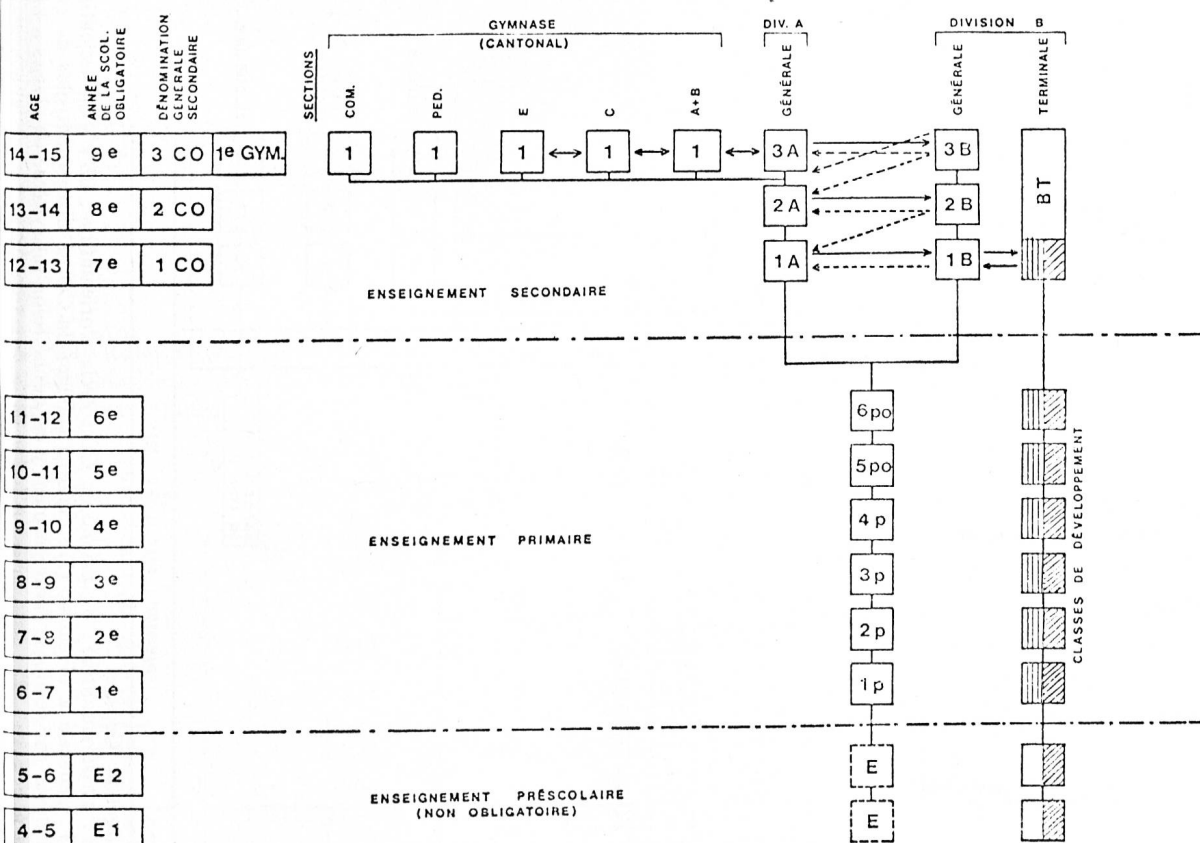 GYMNASE
(CANTONAL)
DIV. A
DIVISION B
AGE
ANNÉE
DE LA SCOL.
OBLIGATOIRE
DÉNOMINATION
GENERALE
SECONDAIRE
SECTIONS
COM.
PED.
E
C
A+B
GÉNÉRALE
GÉNÉRALE
TERMINALE
14-15 9e 3 CO 1e GYM.
1 1 1 1 1 3A 3B
BT
13-14 8e 2 CO
2A 2B
12-13 7e 1 CO
1A 1B
ENSEIGNEMENT SECONDAIRE
11-12 6e
6po
10-11 5e
5po
9-10 4e
4p
ENSEIGNEMENT PRIMAIRE
8-9 3e
3p
7-8 2e
2p
6-7 1e
1p
CLASSES DE DÉVELOPPEMENT
5-6 E2
E
ENSEIGNEMENT PRÉSCOLAIRE
(NON OBLIGATOIRE)
4-5 E1
E